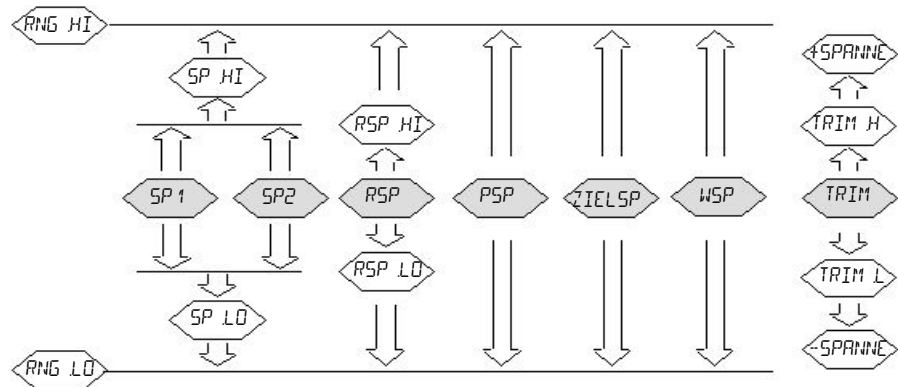 RNG.HI
+SPANNE
SP.HI
RSP.HI
TRIM.H
SP1
SP2
RSP
PSP
ZIELSP
WSP
TRIM
RSP.LO
TRIM.L
SP.LO
-SPANNE
RNG.LO